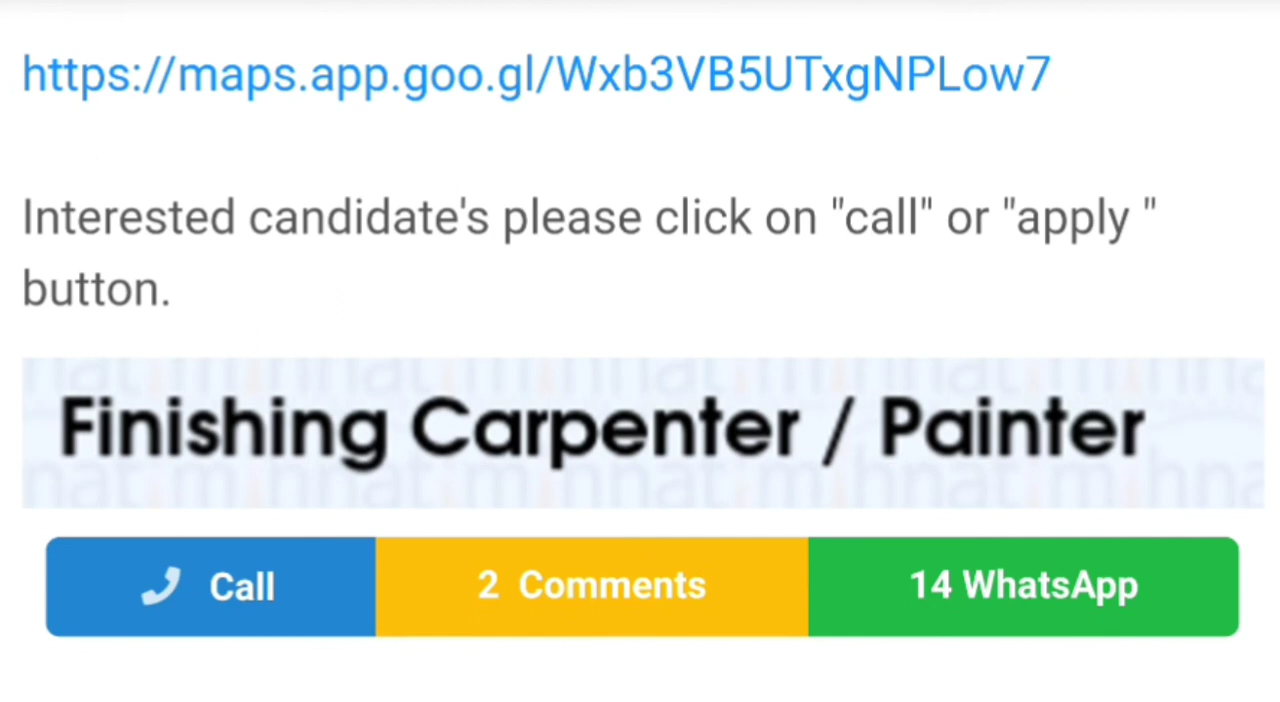 https://maps.app.goo.gl/Wxb3VB5UTxgNPLow7
Interested candidate's please click on "call" or "apply "
button.
Finishing Carpenter / Painter
Call
2 Comments
14 WhatsApp